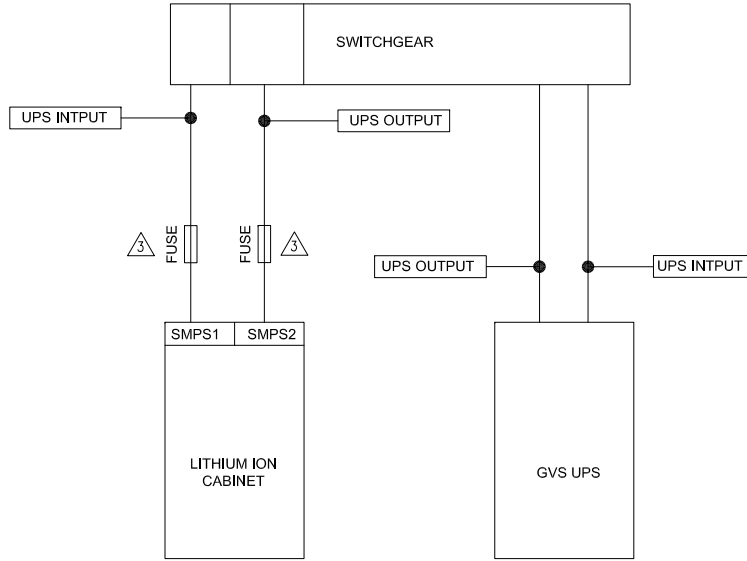 SWITCHGEAR
UPS INTPUT
UPS OUTPUT
3
FUSE
FUSE
3
UPS OUTPUT
UPS INTPUT
SMPS1
SMPS2
LITHIUM ION
CABINET
GVS UPS